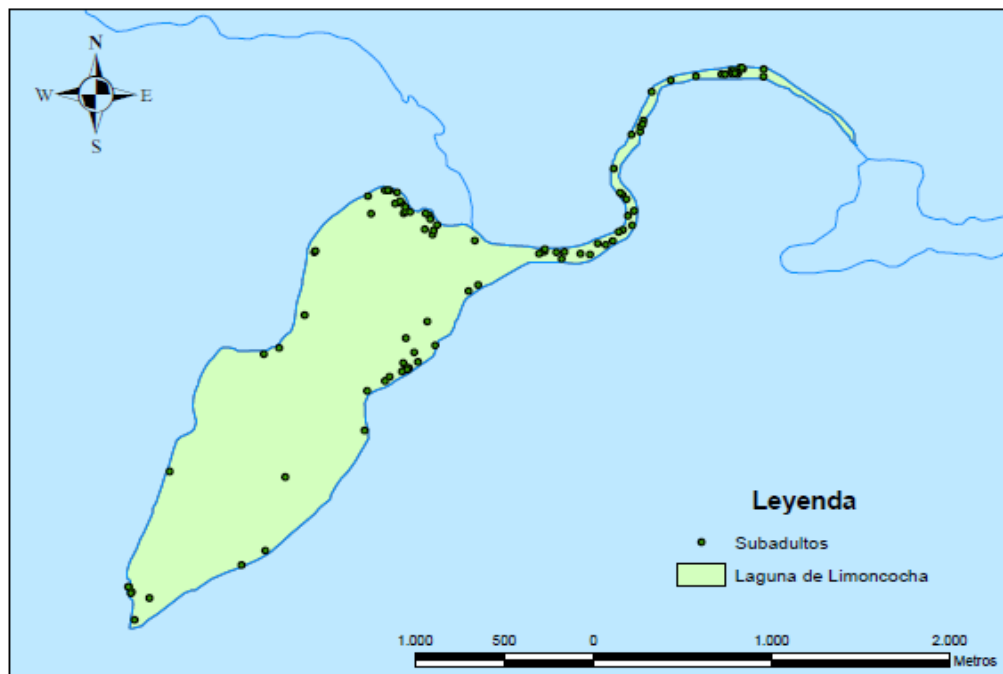 N
W E
S
Leyenda
Subadultos
Laguna de Limoncocha
1.000 500 0 1.000 2.000
Metros